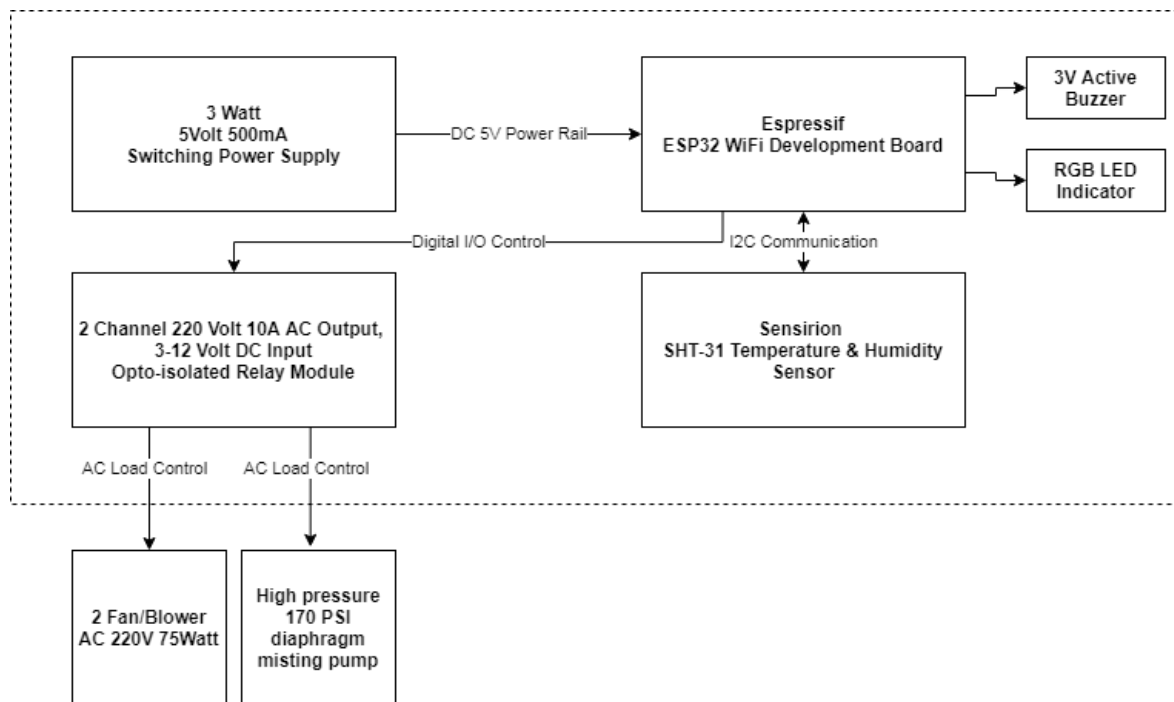 3 Watt
5Volt 500mA
Switching Power Supply
DC 5V Power Rail
Espressif
ESP32 WiFi Development Board
3V Active
Buzzer
RGB LED
Indicator
Digital I/O Control
I2C Communication
2 Channel 220 Volt 10A AC Output,
3-12 Volt DC Input
Opto-isolated Relay Module
Sensirion
SHT-31 Temperature & Humidity
Sensor
AC Load Control
AC Load Control
2 Fan/Blower
AC 220V 75Watt
High pressure
170 PSI
diaphragm
misting pump